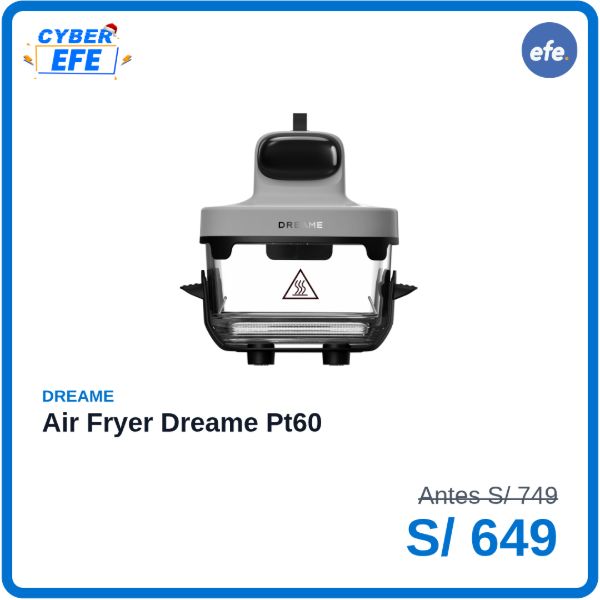 CYBER
EFE
efe.
DREAME
DREAME
Air Fryer Dreame Pt60
Antes S/ 749
S/ 649